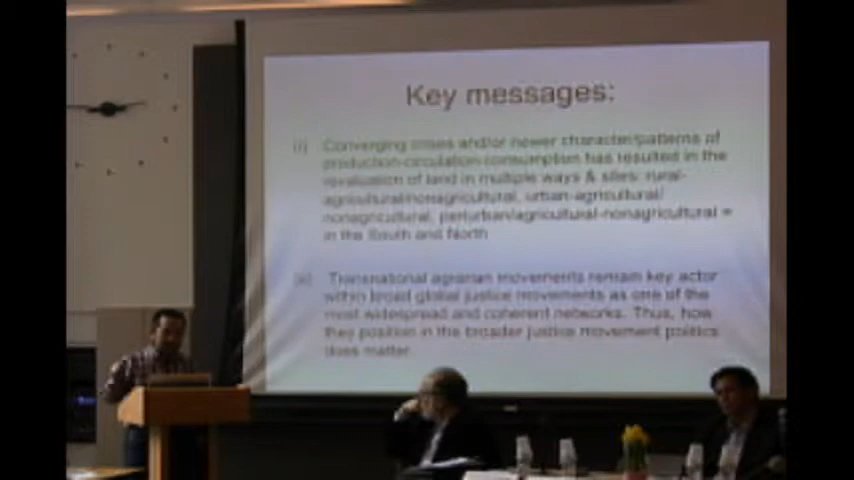 Key messages:
(i) Converging crises and/or newer character/patterns of
production-circulation-consumption has resulted in the
revaluation of land in multiple ways & sites: rural-
agricultural/nonagricultural, urban-agricultural/
nonagricultural, periurban/agricultural-nonagricultural =
in the South and North
(ii) Transnational agrarian movements remain key actor
within broad global justice movements as one of the
most widespread and coherent networks. Thus, how
they position in the broader justice movement politics
does matter.